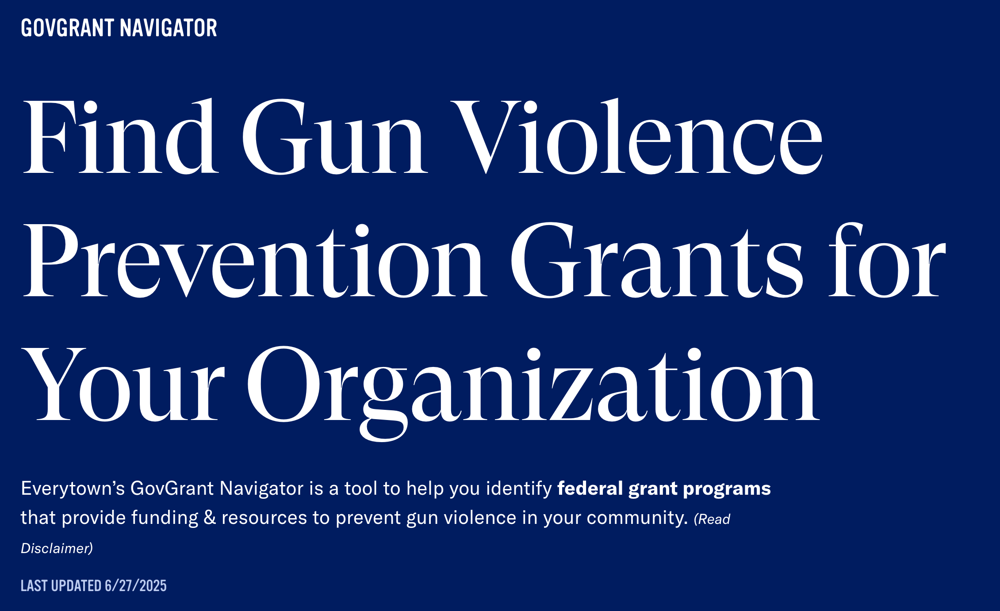 GOVGRANT NAVIGATOR
Find Gun Violence
Prevention Grants for
Your Organization
Everytown’s GovGrant Navigator is a tool to help you identify federal grant programs
that provide funding & resources to prevent gun violence in your community. (Read
Disclaimer)
LAST UPDATED 6/27/2025